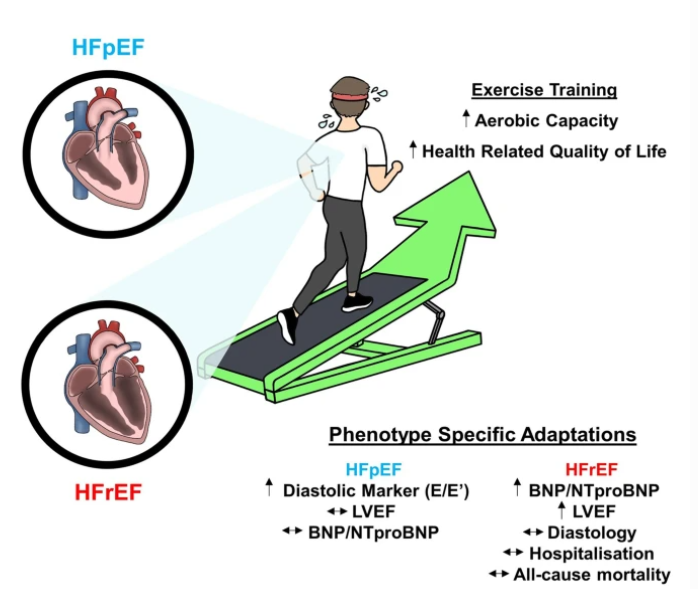 HFpEF
Exercise Training
↑ Aerobic Capacity
↑ Health Related Quality of Life
HFrEF
Phenotype Specific Adaptations
HFpEF
↑ Diastolic Marker (E/E’)
↔ LVEF
↔ BNP/NTproBNP
HFrEF
↑ BNP/NTproBNP
↑ LVEF
↔ Diastology
↔ Hospitalisation
↔ All-cause mortality